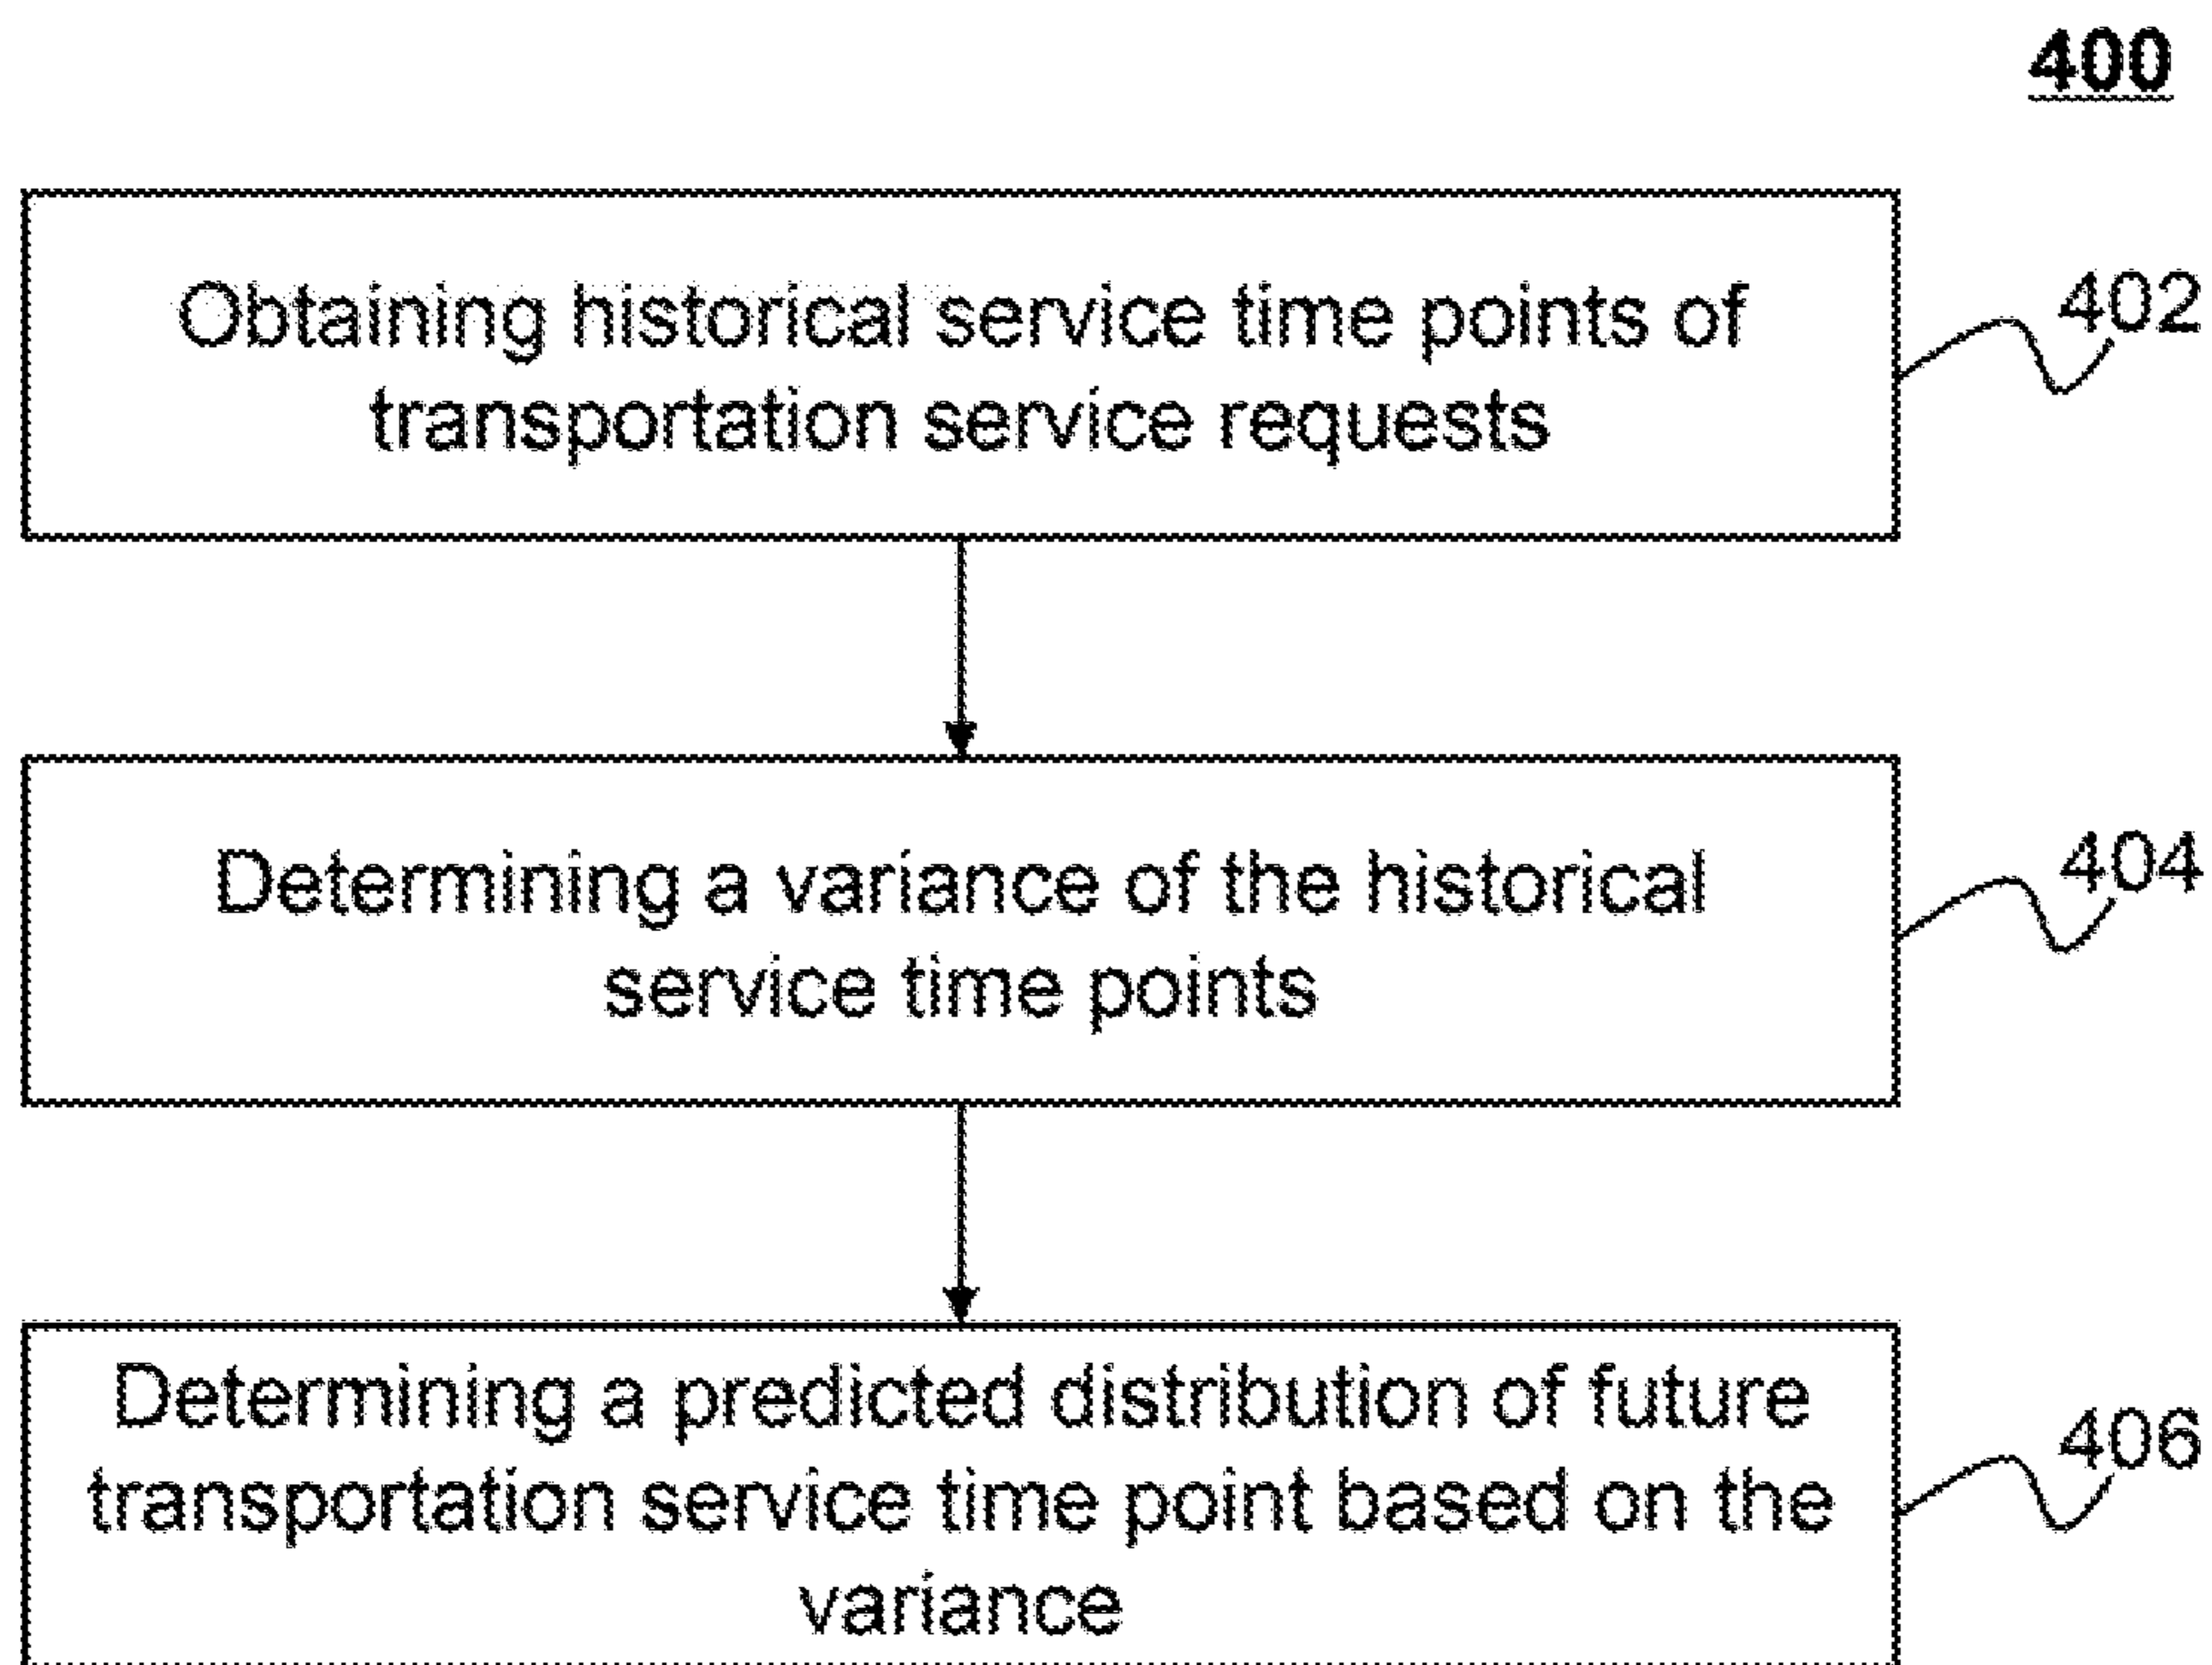 400
Obtaining historical service time points of
transportation service requests
402
Determining a variance of the historical
service time points
404
Determining a predicted distribution of future
transportation service time point based on the
variance
406